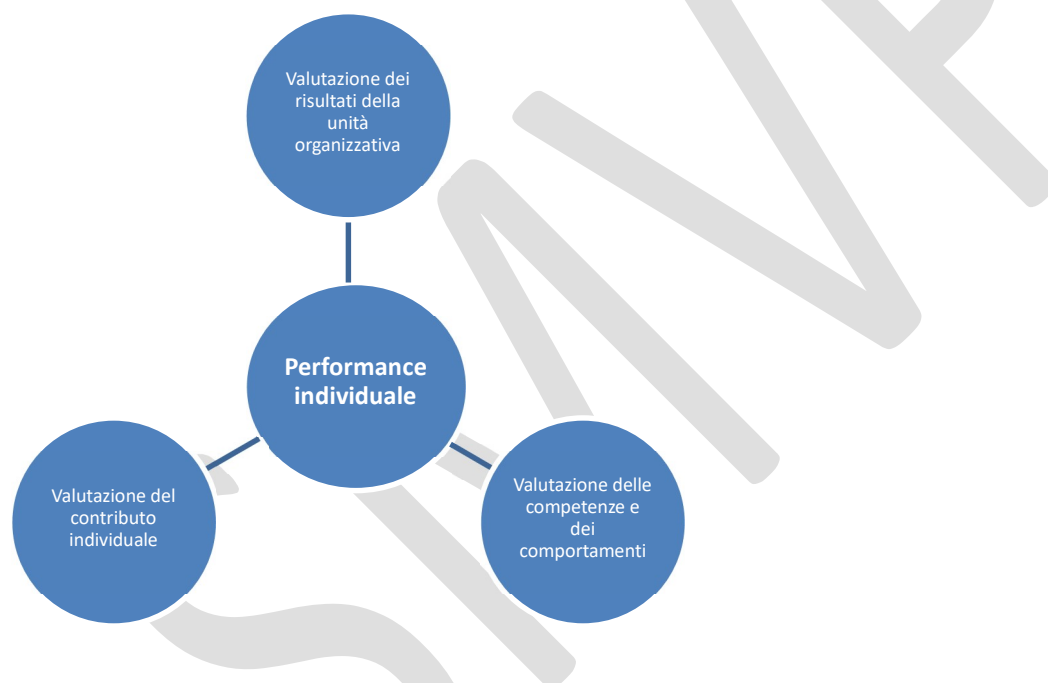 Valutazione dei
risultati della
unità
organizzativa
Performance
individuale
Valutazione del
contributo
individuale
Valutazione delle
competenze e
dei
comportamenti